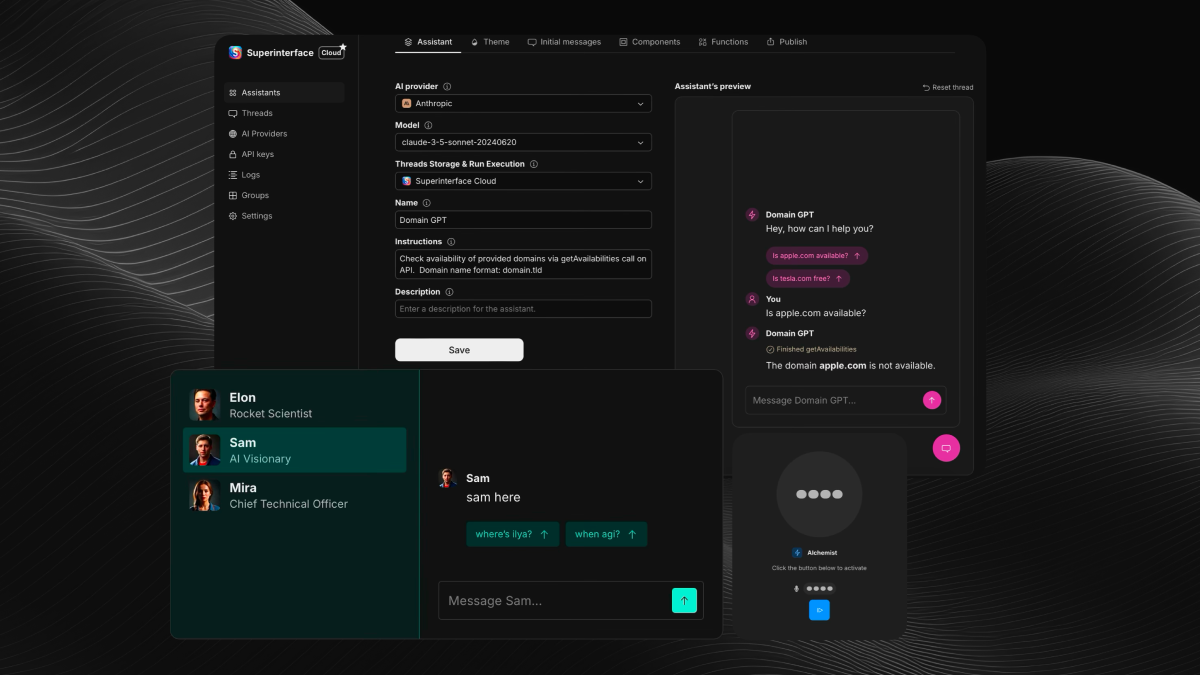 Superinterface Cloud
Assistants
Threads
AI Providers
API keys
Logs
Groups
Settings
Assistant
Theme
Initial messages
Components
Functions
Publish
AI provider
Anthropic
Model
claude-3-5-sonnet-20240620
Threads Storage & Run Execution
Superinterface Cloud
Name
Domain GPT
Instructions
Check availability of provided domains via getAvailabilities call on
API.  Domain name format: domain.tld
Description
Enter a description for the assistant.
Save
Assistant's preview
Reset thread
Domain GPT
Hey, how can I help you?
Is apple.com available?
Is tesla.com free?
You
Is apple.com available?
Domain GPT
Finished getAvailabilities
The domain apple.com is not available.
Message Domain GPT...
Elon
Rocket Scientist
Sam
AI Visionary
Mira
Chief Technical Officer
Sam
sam here
where's ilya?
when agi?
Message Sam...
Alchemist
Click the button below to activate